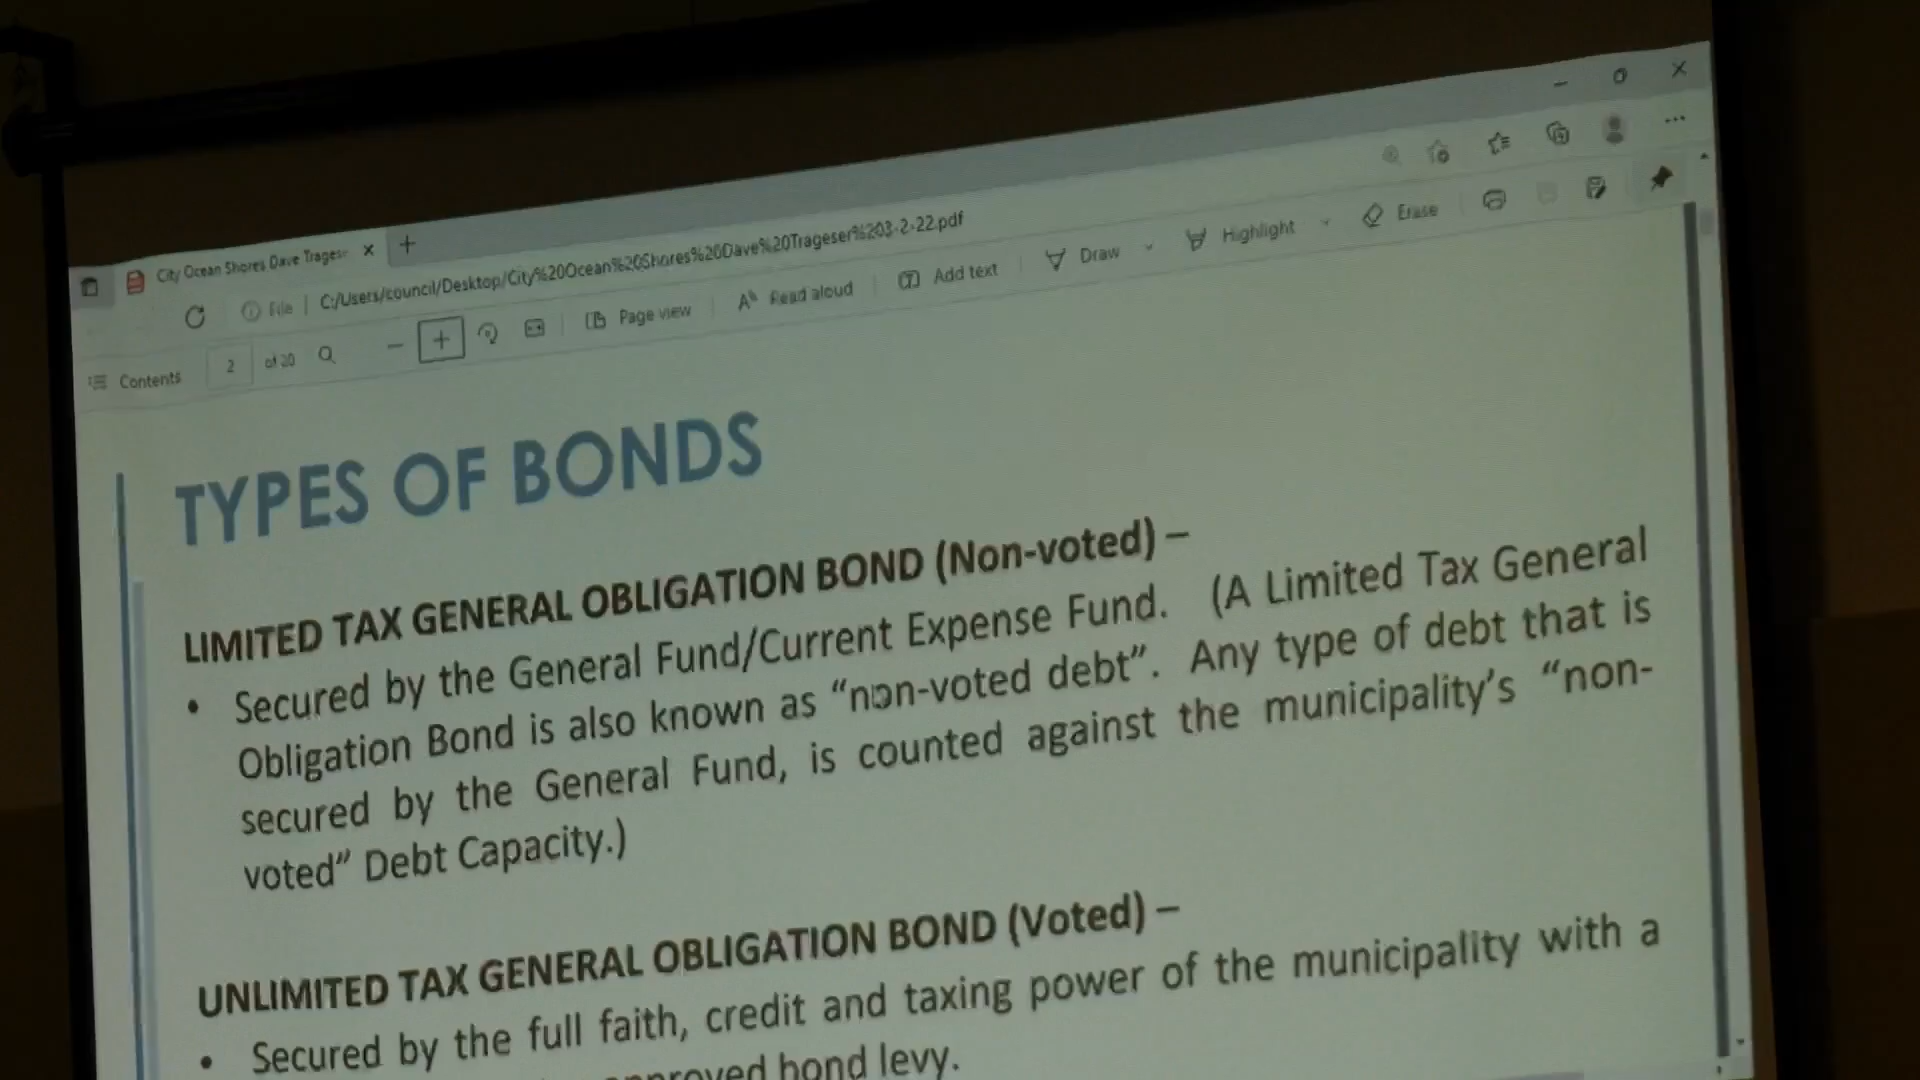 City Ocean Shores Dave Tragese
File
C:/Users/council/Desktop/City%20Ocean%20Shores%20Dave%20Trageser%203-2-22.pdf
Contents
2 of 20
Page view
Read aloud
Add text
Draw
Highlight
Erase
TYPES OF BONDS
LIMITED TAX GENERAL OBLIGATION BOND (Non-voted) –
• Secured by the General Fund/Current Expense Fund. (A Limited Tax General
Obligation Bond is also known as “non-voted debt”. Any type of debt that is
secured by the General Fund, is counted against the municipality’s “non-
voted” Debt Capacity.)
UNLIMITED TAX GENERAL OBLIGATION BOND (Voted) –
• Secured by the full faith, credit and taxing power of the municipality with a
bond levy.